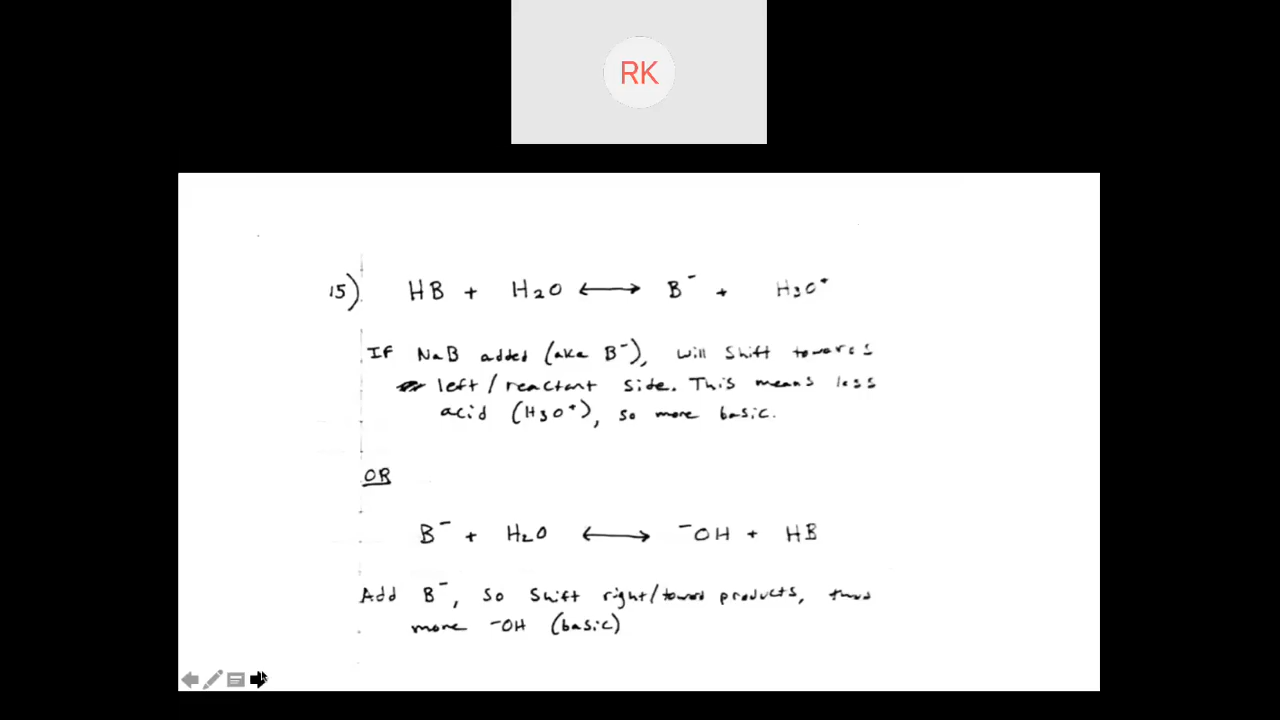 RK
15) HB + H2O ⟷ B⁻ + H3O⁺
If NaB added (aka B⁻), will shift towards
left/reactant side. This means less
acid (H3O⁺), so more basic.
OR
B⁻ + H2O ⟷ ⁻OH + HB
Add B⁻, so shift right/toward products, thus
more ⁻OH (basic)